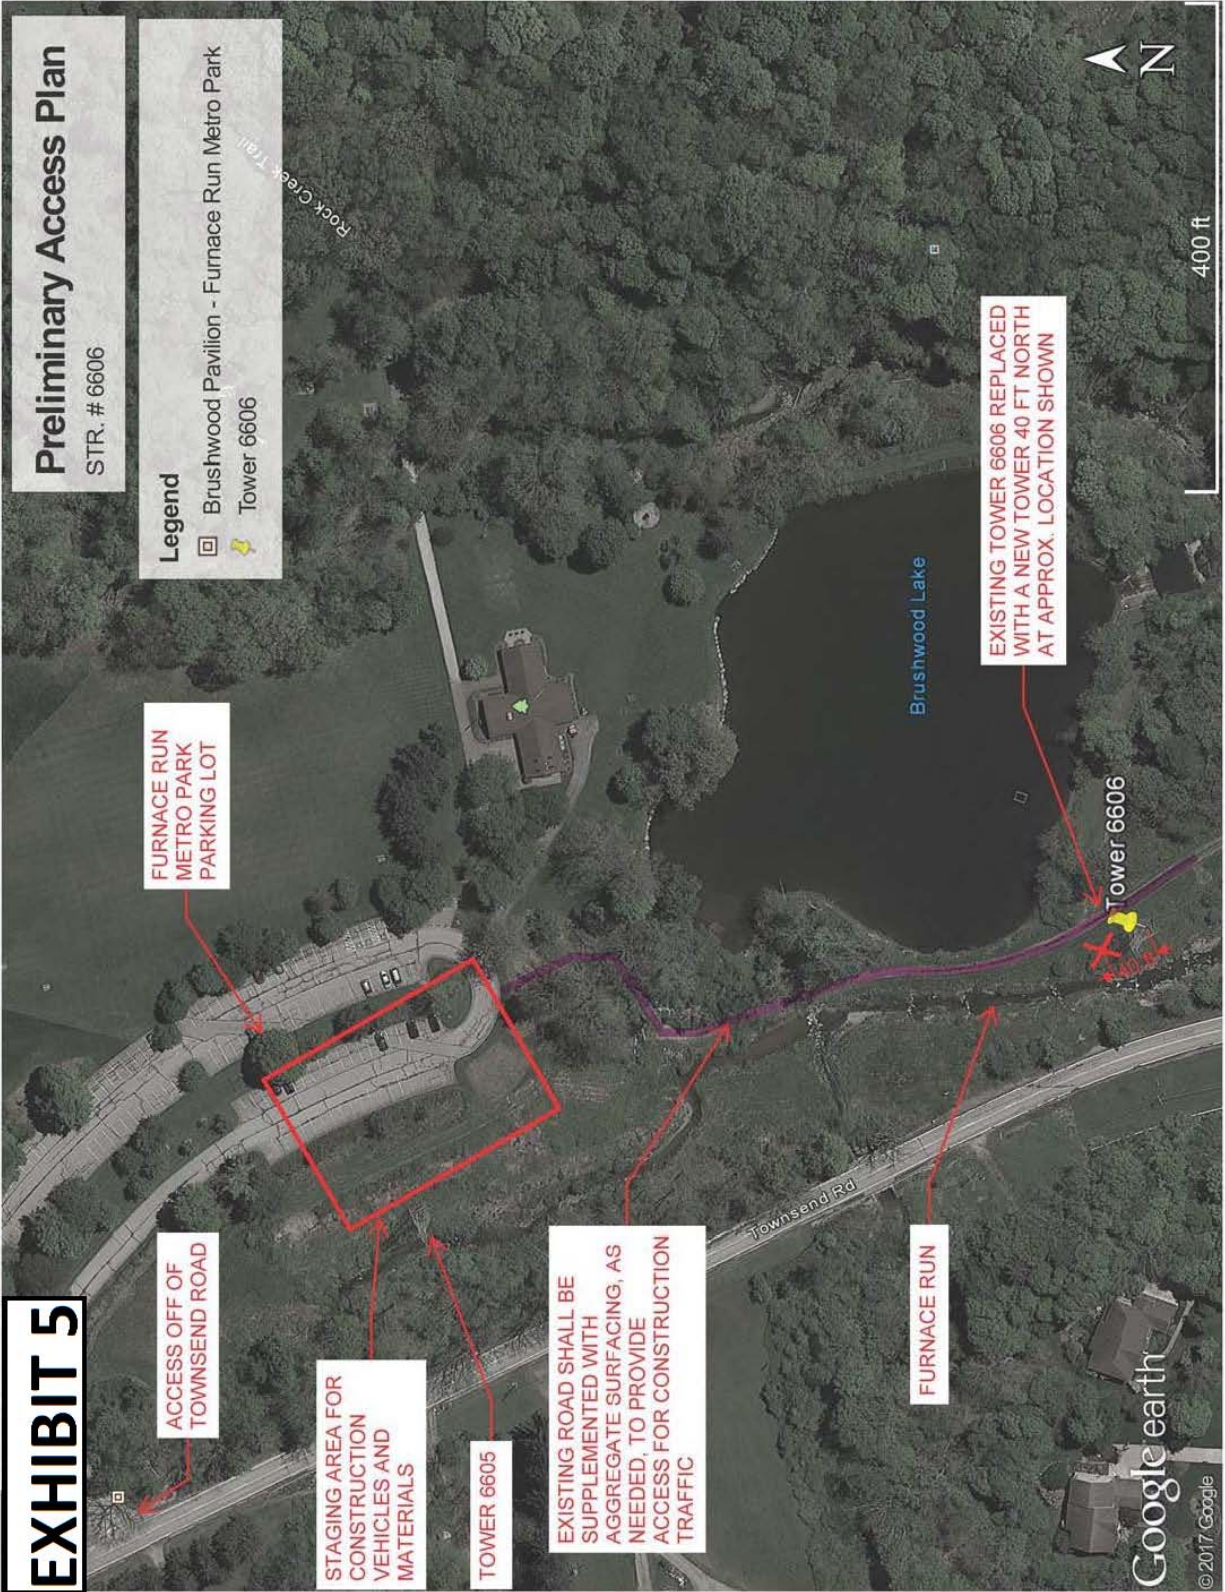 EXHIBIT 5
Preliminary Access Plan
STR. # 6606
Legend
Brushwood Pavilion - Furnace Run Metro Park
Tower 6606
Rock Creek Trail
ACCESS OFF OF
TOWNSEND ROAD
FURNACE RUN
METRO PARK
PARKING LOT
STAGING AREA FOR
CONSTRUCTION
VEHICLES AND
MATERIALS
TOWER 6605
EXISTING ROAD SHALL BE
SUPPLEMENTED WITH
AGGREGATE SURFACING, AS
NEEDED, TO PROVIDE
ACCESS FOR CONSTRUCTION
TRAFFIC
Townsend Rd
Brushwood Lake
FURNACE RUN
EXISTING TOWER 6606 REPLACED
WITH A NEW TOWER 40 FT NORTH
AT APPROX. LOCATION SHOWN
Tower 6606
Google earth
© 2017 Google
N
400 ft